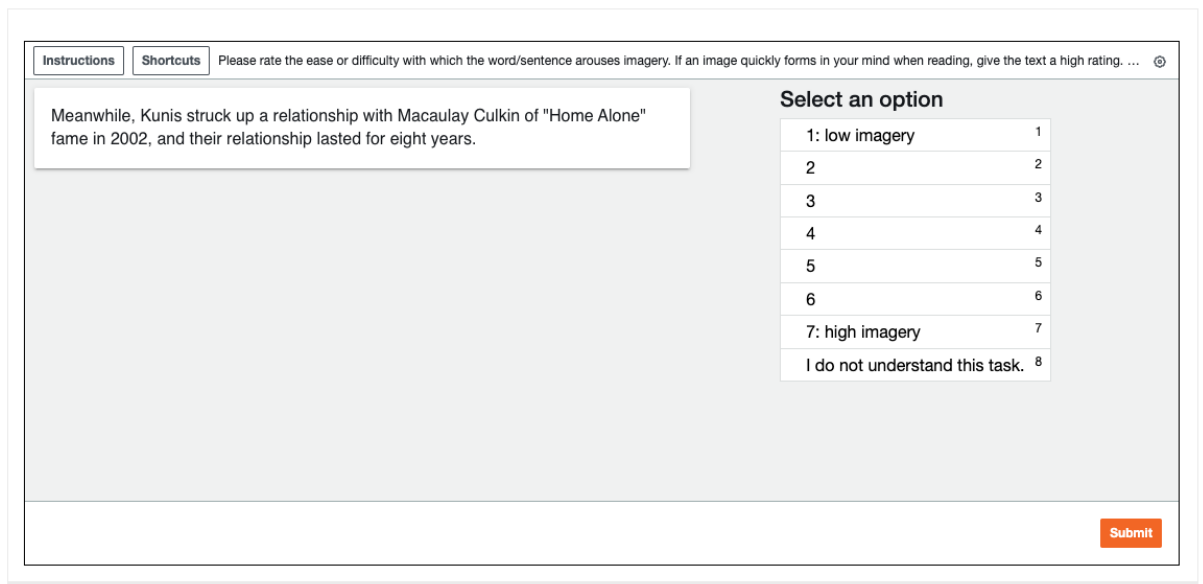 Instructions
Shortcuts
Please rate the ease or difficulty with which the word/sentence arouses imagery. If an image quickly forms in your mind when reading, give the text a high rating. ...
Meanwhile, Kunis struck up a relationship with Macaulay Culkin of "Home Alone"
fame in 2002, and their relationship lasted for eight years.
Select an option
1: low imagery 1
2 2
3 3
4 4
5 5
6 6
7: high imagery 7
I do not understand this task. 8
Submit